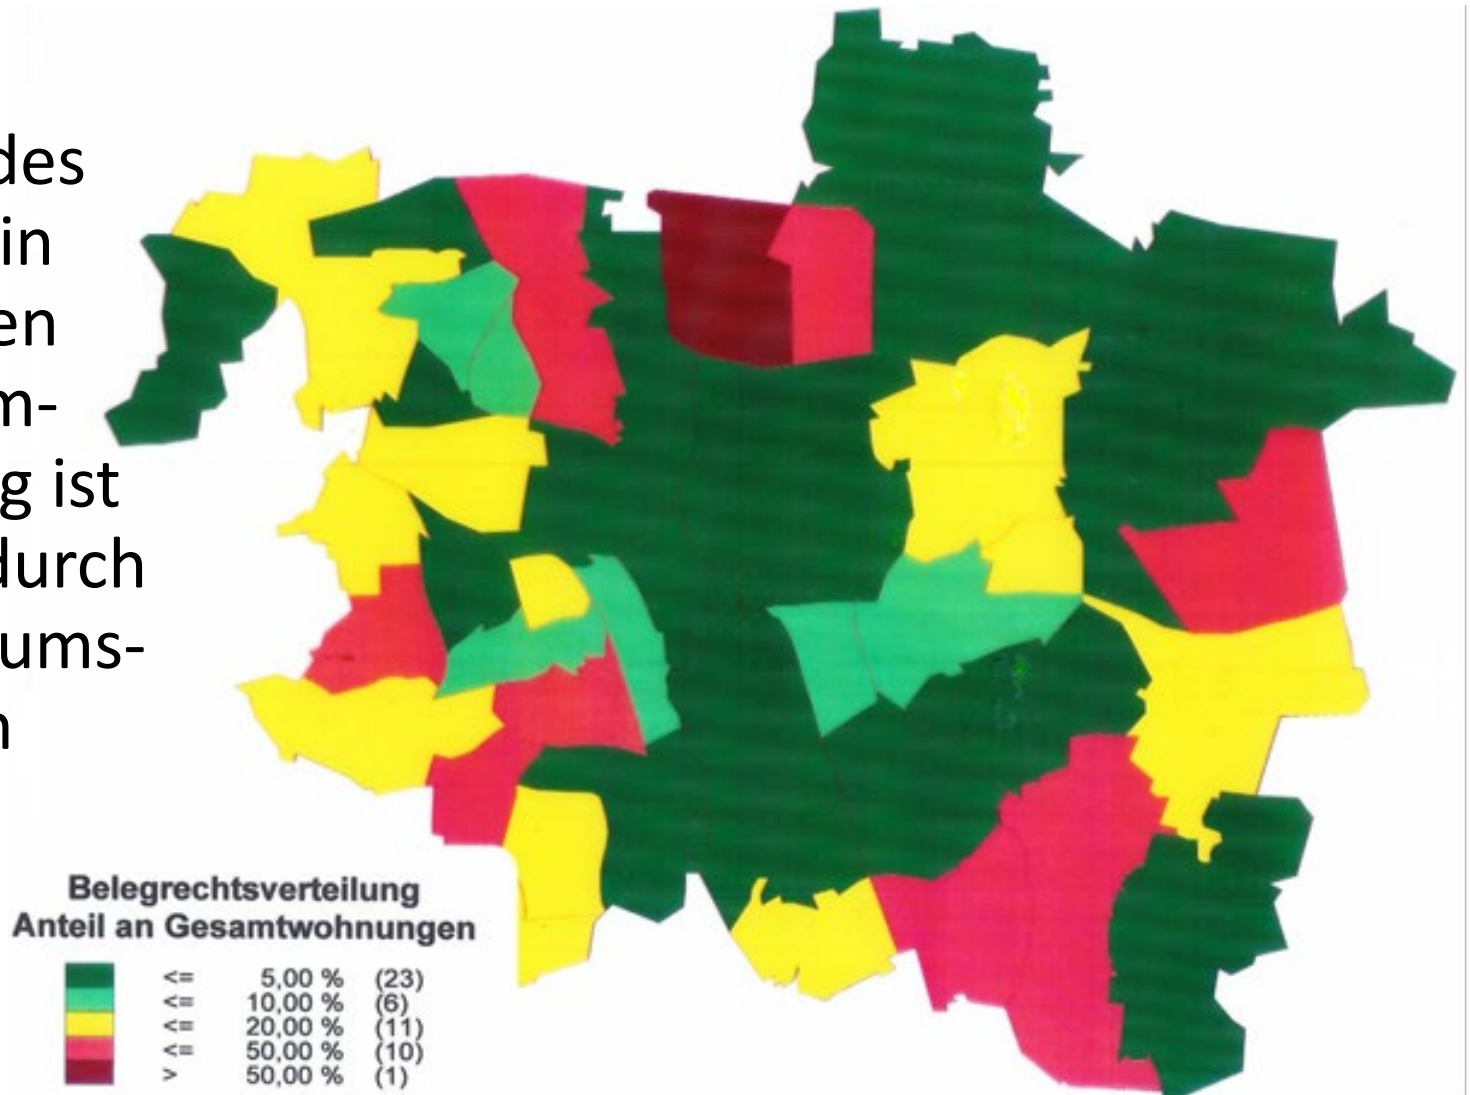 des
in
en
m-
g ist
durch
ums-
n
Belegrechtsverteilung
Anteil an Gesamtwohnungen
<= 5,00 % (23)
<= 10,00 % (6)
<= 20,00 % (11)
<= 50,00 % (10)
> 50,00 % (1)